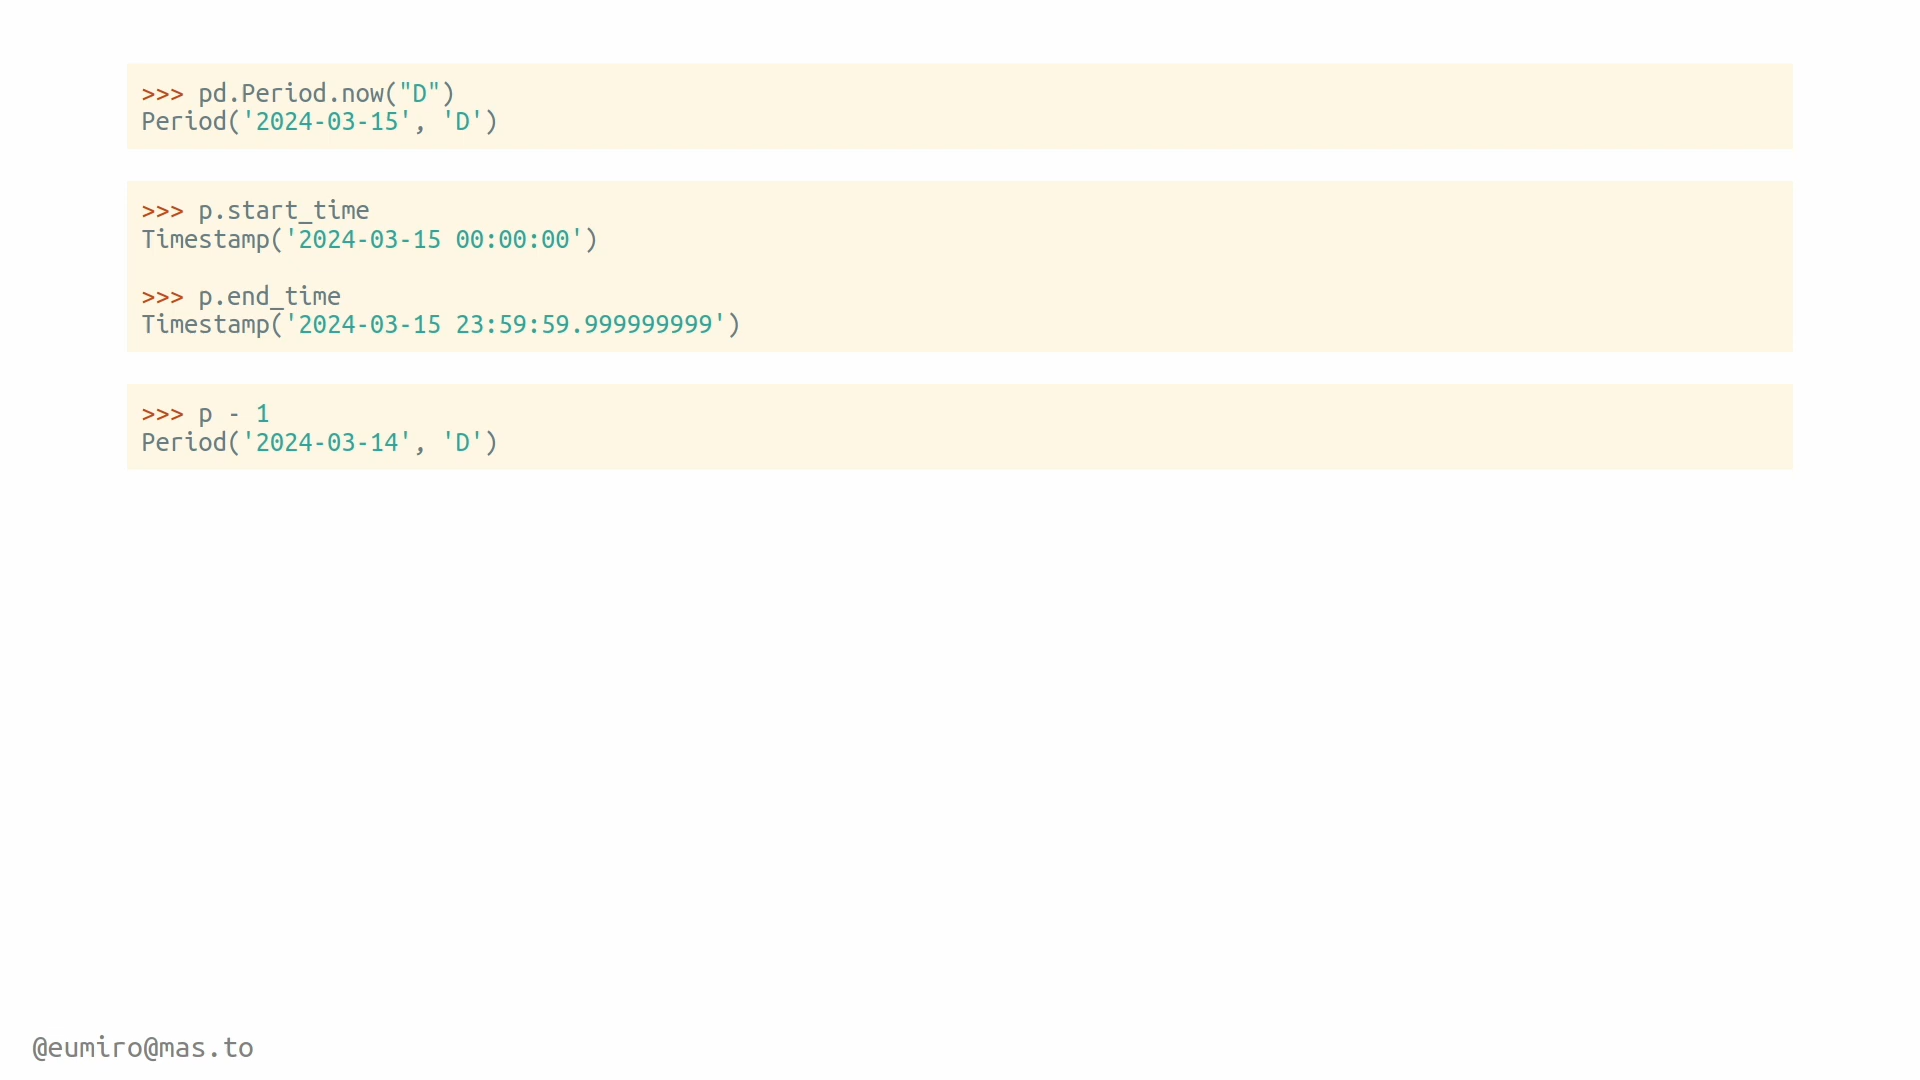 >>> pd.Period.now("D")
Period('2024-03-15', 'D')
>>> p.start_time
Timestamp('2024-03-15 00:00:00')
>>> p.end_time
Timestamp('2024-03-15 23:59:59.999999999')
>>> p - 1
Period('2024-03-14', 'D')
@eumiro@mas.to